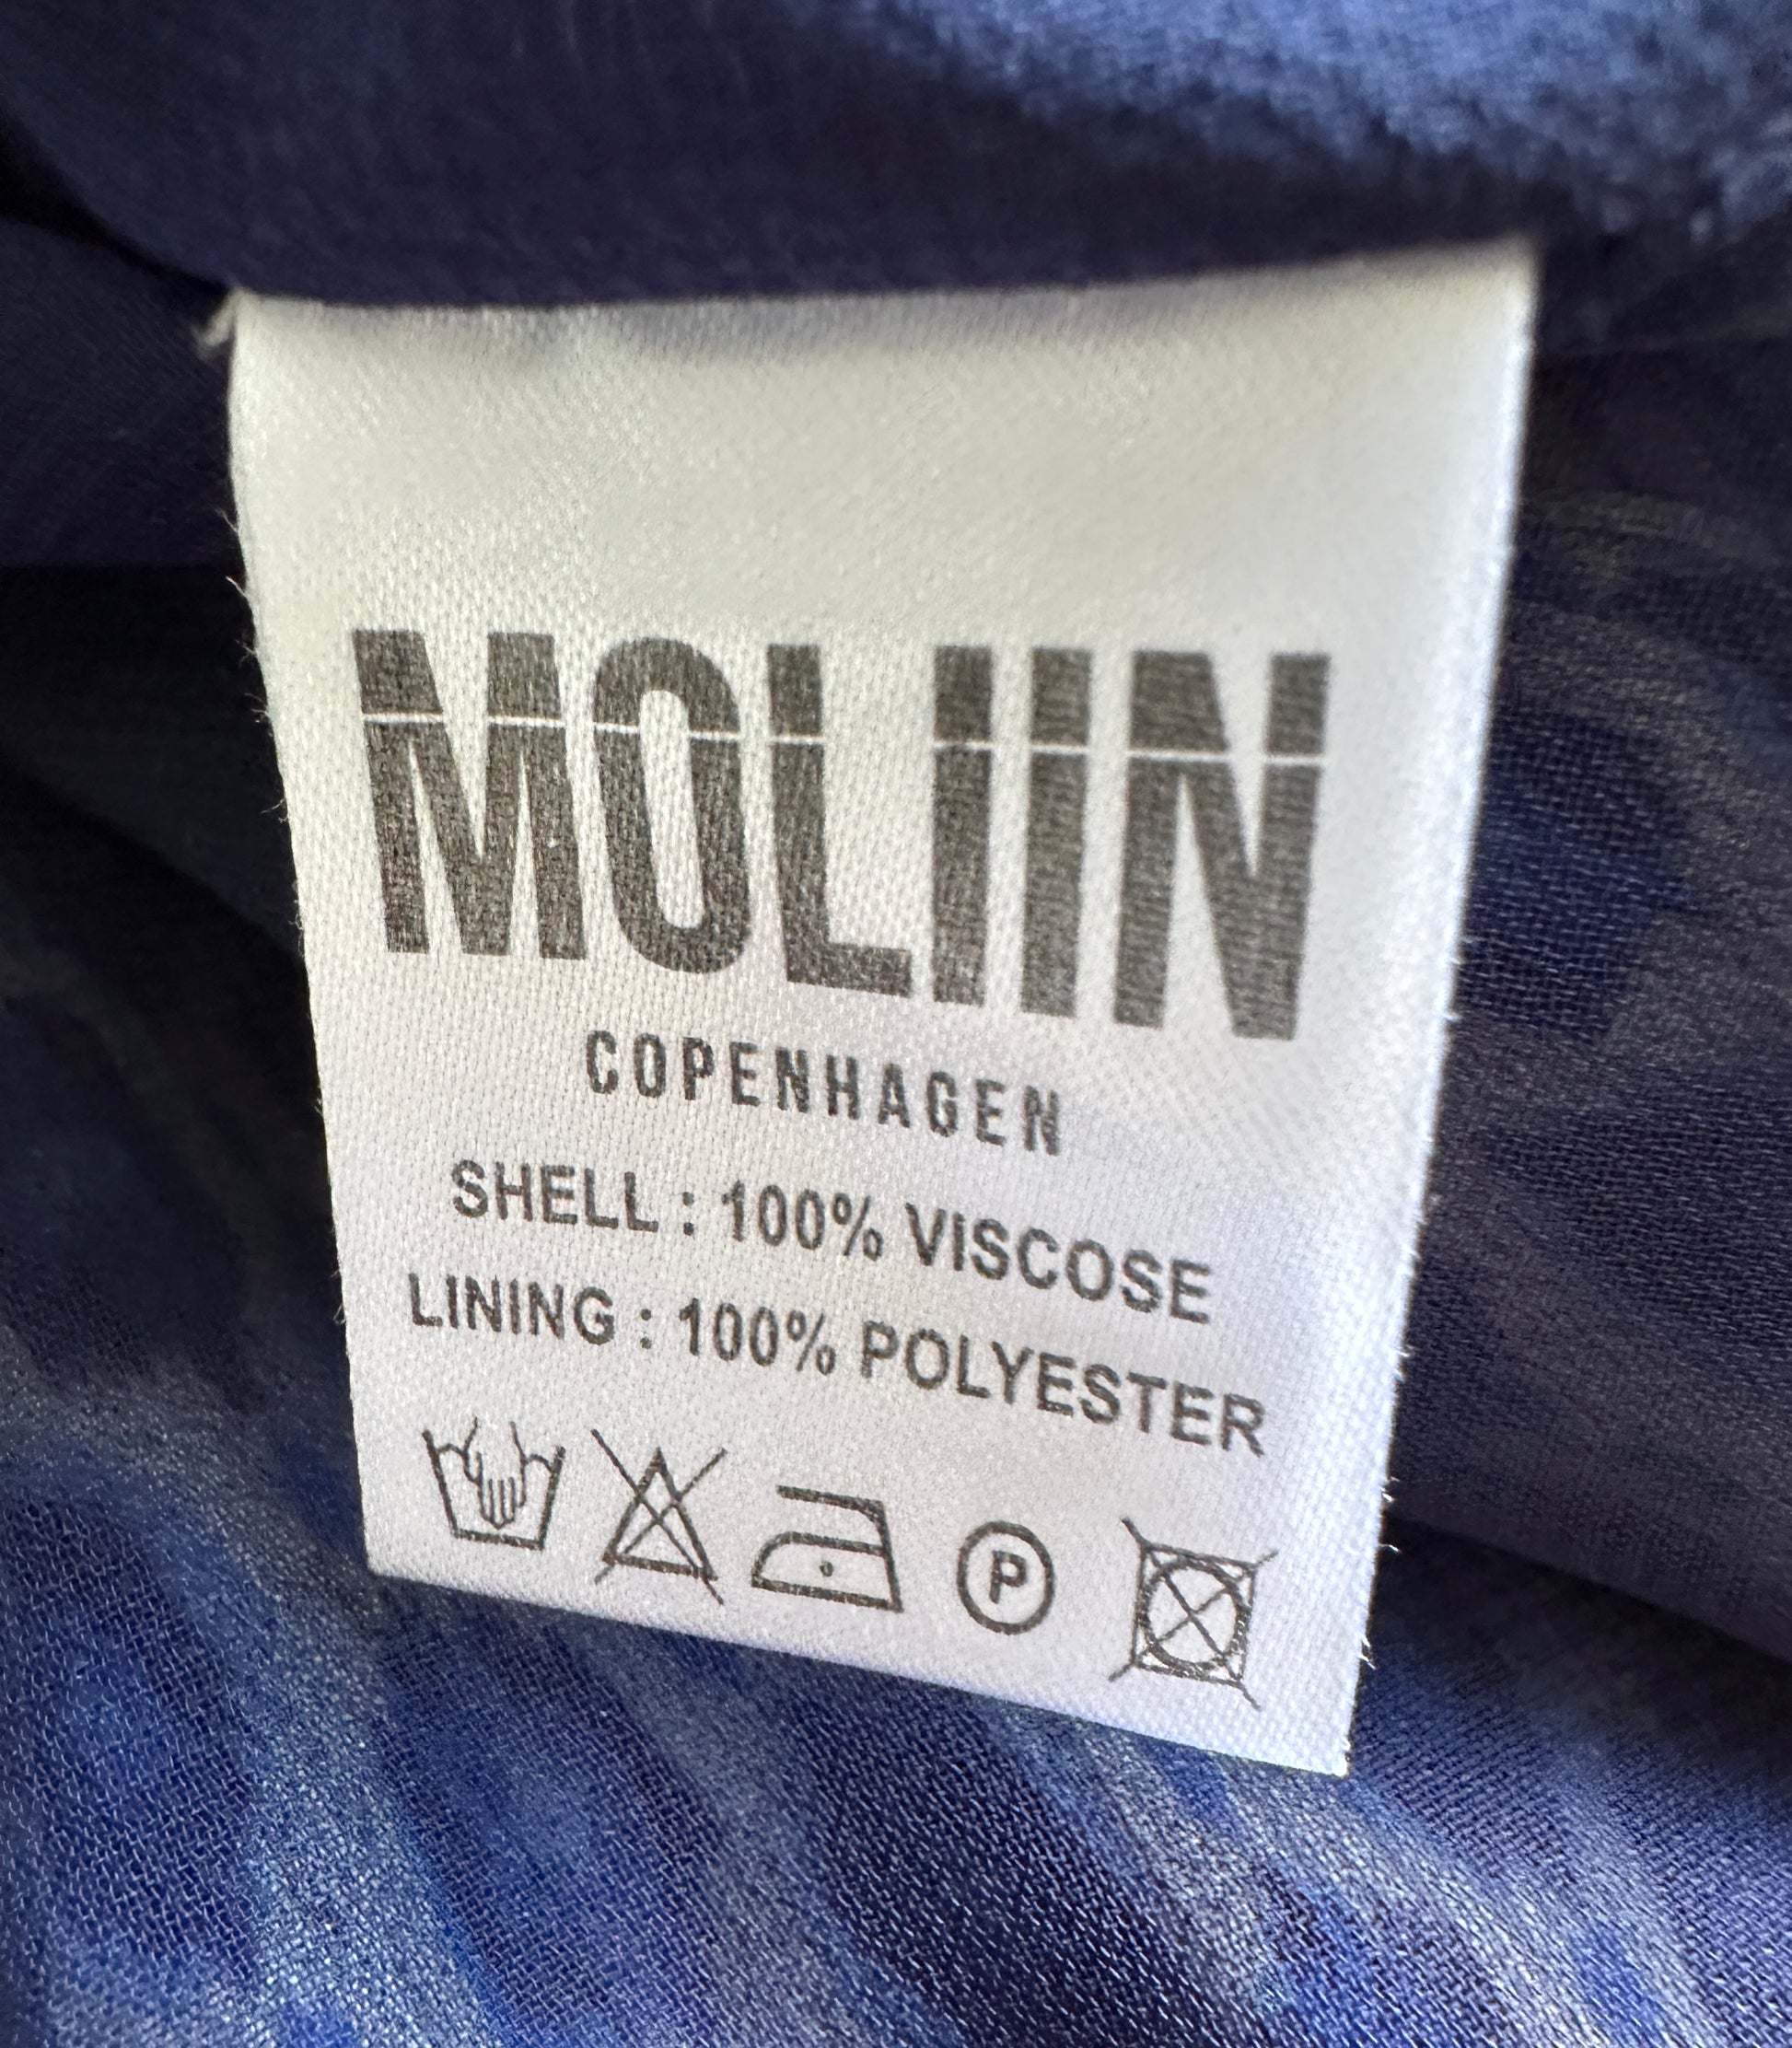 MOLIIN
COPENHAGEN
SHELL : 100% VISCOSE
LINING : 100% POLYESTER
P